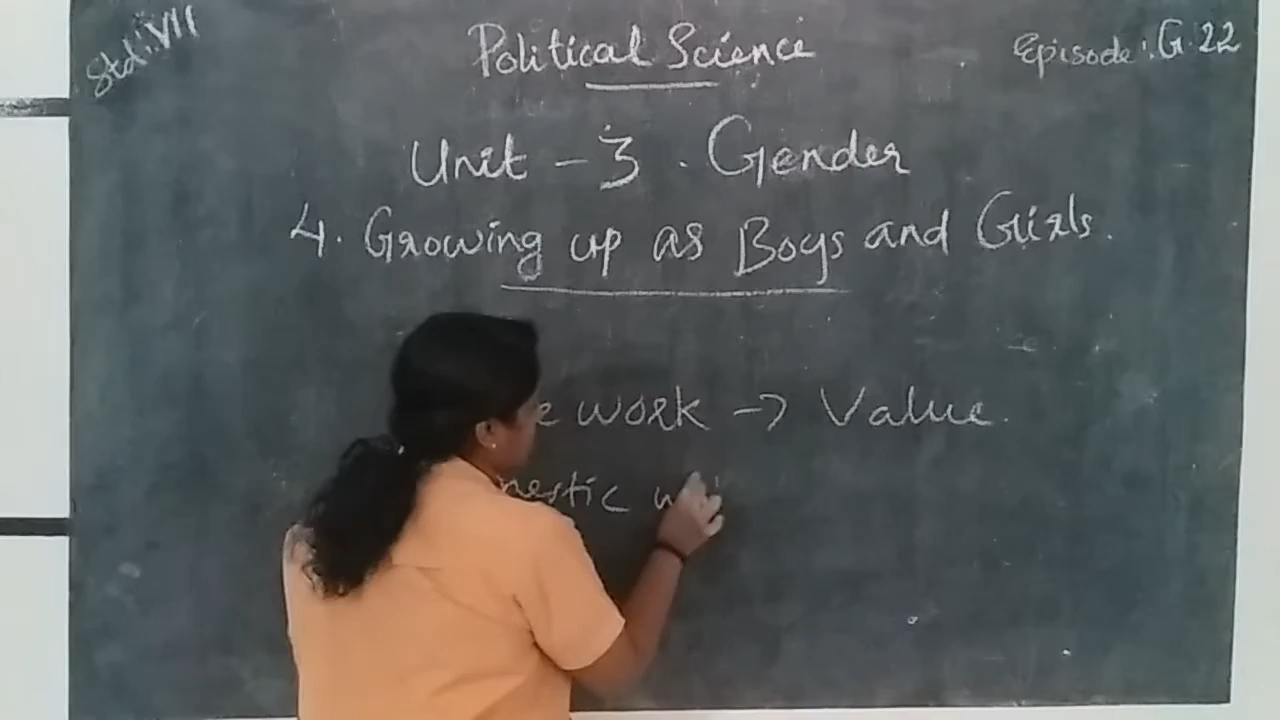 Std: VII
Political Science
Episode: G 22
Unit - 3. Gender
4. Growing up as Boys and Girls.
work → Value.